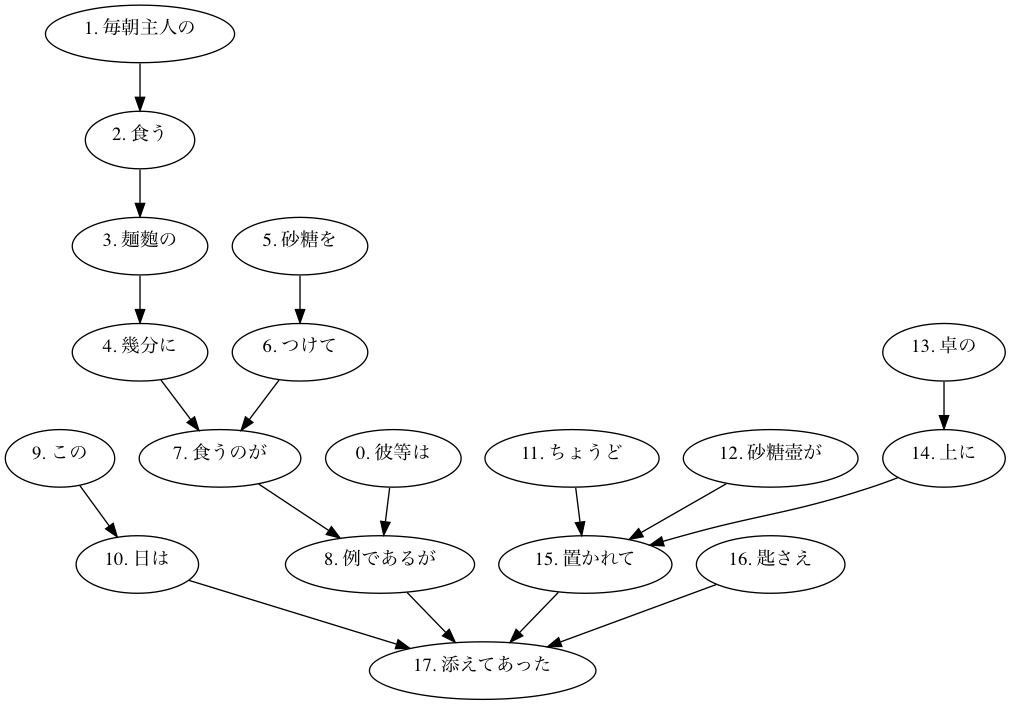 1. 毎朝主人の
2. 食う
3. 麺麭の
5. 砂糖を
4. 幾分に
6. つけて
13. 卓の
9. この
7. 食うのが
0. 彼等は
11. ちょうど
12. 砂糖壺が
14. 上に
10. 日は
8. 例であるが
15. 置かれて
16. 匙さえ
17. 添えてあった